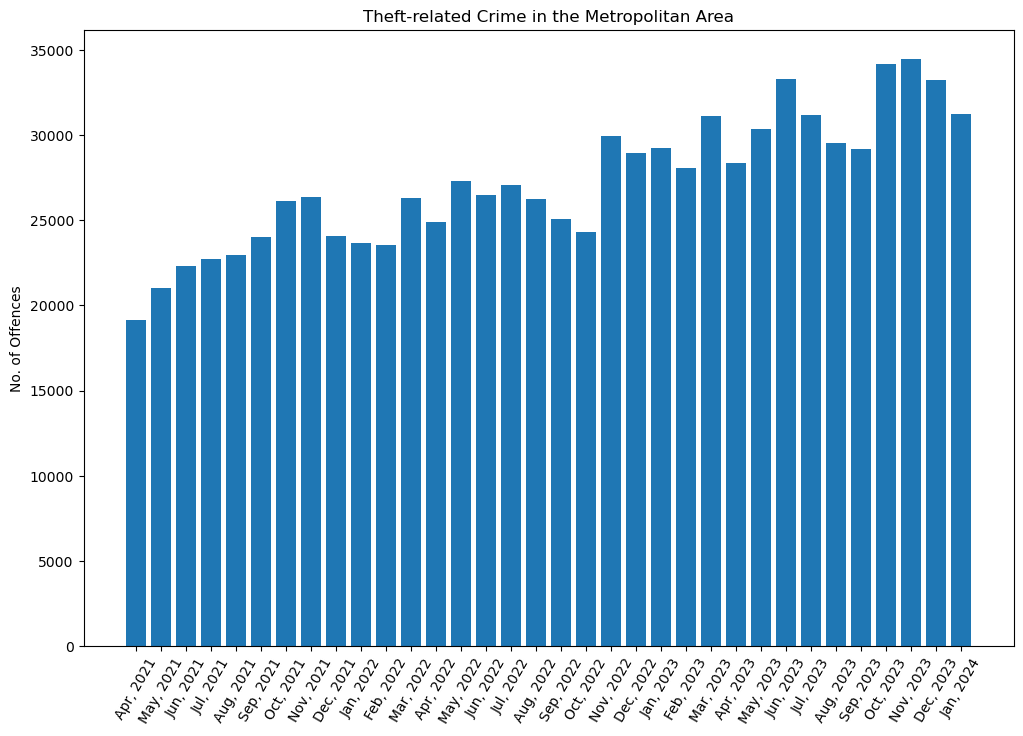 Theft-related Crime in the Metropolitan Area
No. of Offences
35000
30000
25000
20000
15000
10000
5000
0
Apr, 2021
May, 2021
Jun, 2021
Jul, 2021
Aug, 2021
Sep, 2021
Oct, 2021
Nov, 2021
Dec, 2021
Jan, 2022
Feb, 2022
Mar, 2022
Apr, 2022
May, 2022
Jun, 2022
Jul, 2022
Aug, 2022
Sep, 2022
Oct, 2022
Nov, 2022
Dec, 2022
Jan, 2023
Feb, 2023
Mar, 2023
Apr, 2023
May, 2023
Jun, 2023
Jul, 2023
Aug, 2023
Sep, 2023
Oct, 2023
Nov, 2023
Dec, 2023
Jan, 2024